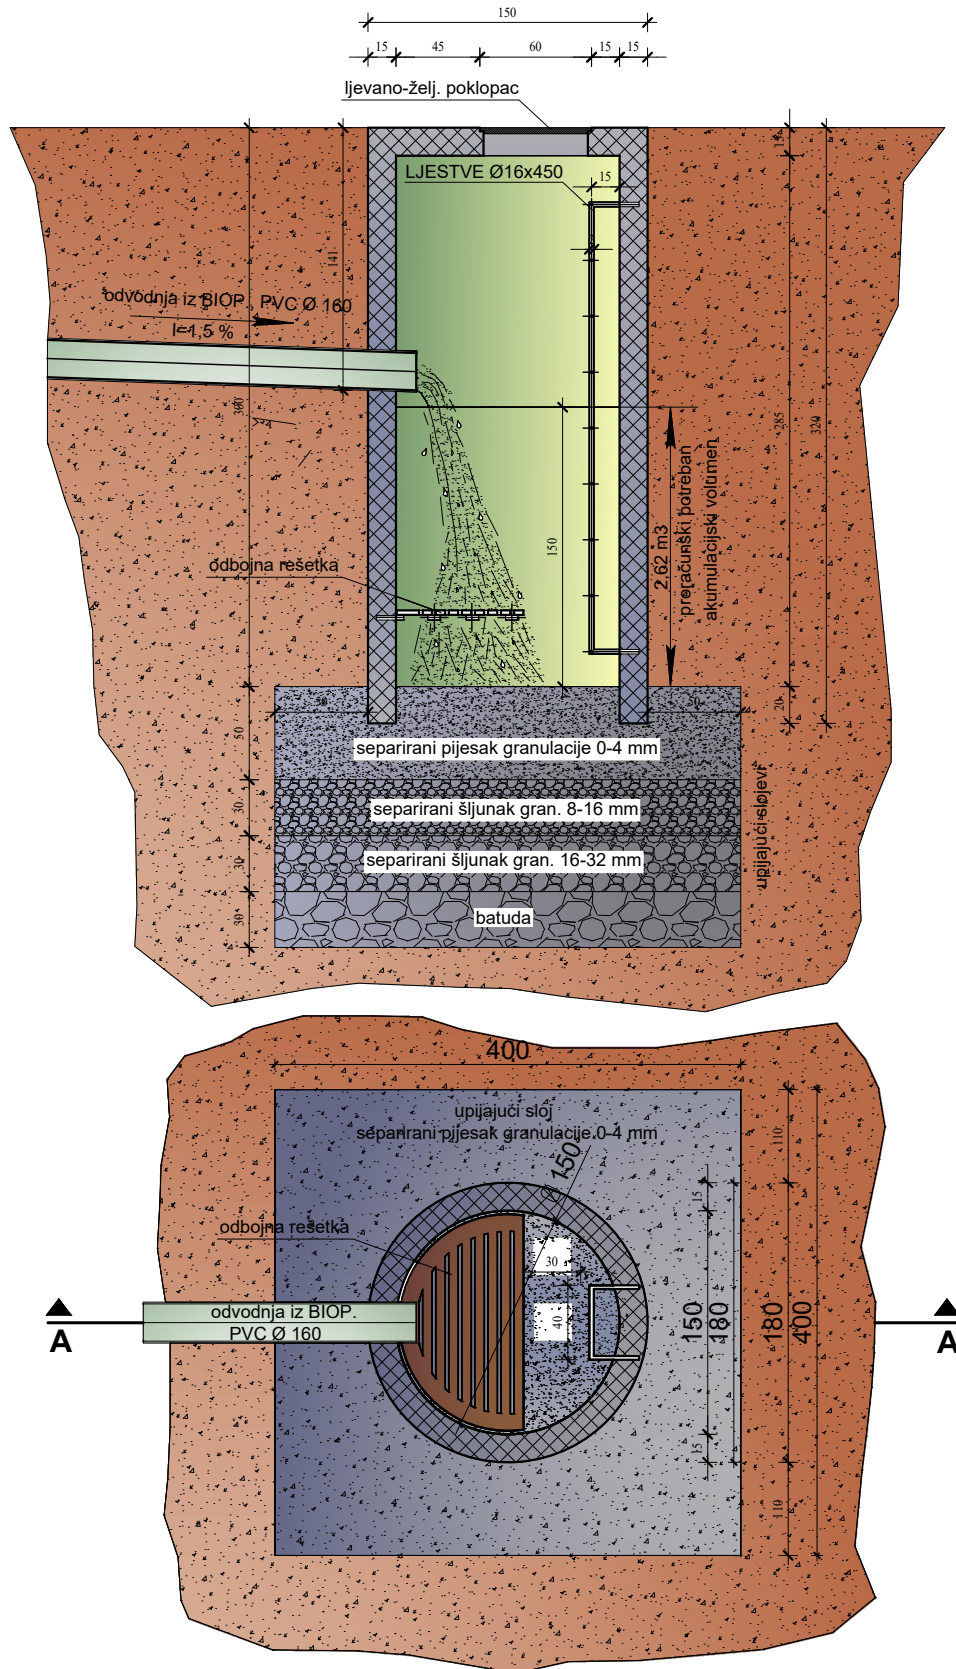 150
15 45 60 15 15
ljevano-želj. poklopac
15
LJESTVE Ø16x450
15
141
odvodnja iz BIOP. PVC Ø 160
I=1,5 %
300
285
320
150
2,62 m3
proračunski potreban
akumulacijski volumen
odbojna rešetka
50
50
20
50
separirani pijesak granulacije 0-4 mm
30
separirani šljunak gran. 8-16 mm
30
separirani šljunak gran. 16-32 mm
upijajući slojevi
30
batuda
400
upijajući sloj
separirani pijesak granulacije 0-4 mm
110
Ø 150
15
odbojna rešetka
30
40
odvodnja iz BIOP.
PVC Ø 160
150
180
180
400
A
A
15
110